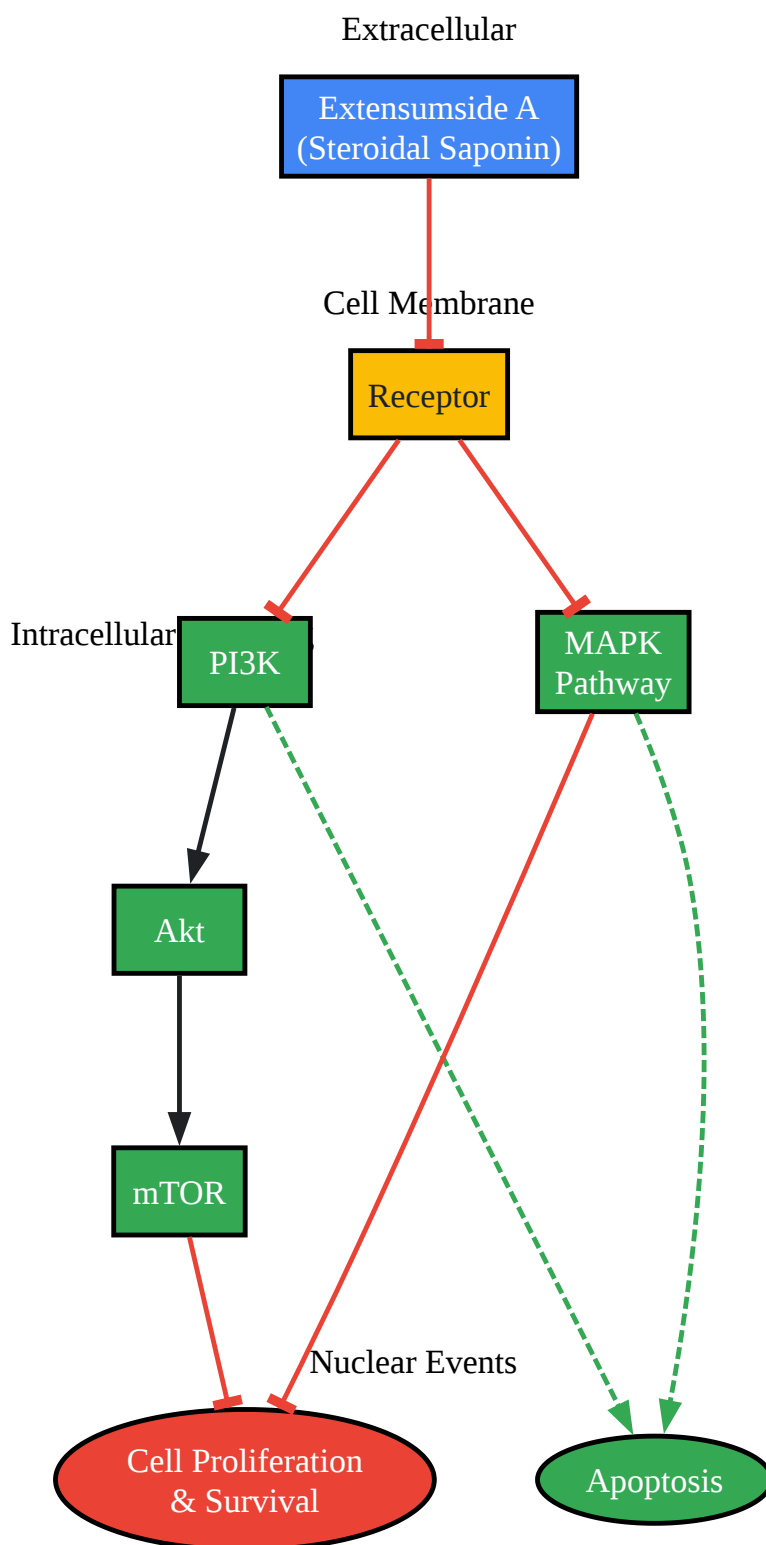 Extracellular
Extensumside A
(Steroidal Saponin)
Cell Membrane
Receptor
Intracellular
PI3K
MAPK
Pathway
Akt
mTOR
Nuclear Events
Cell Proliferation
& Survival
Apoptosis